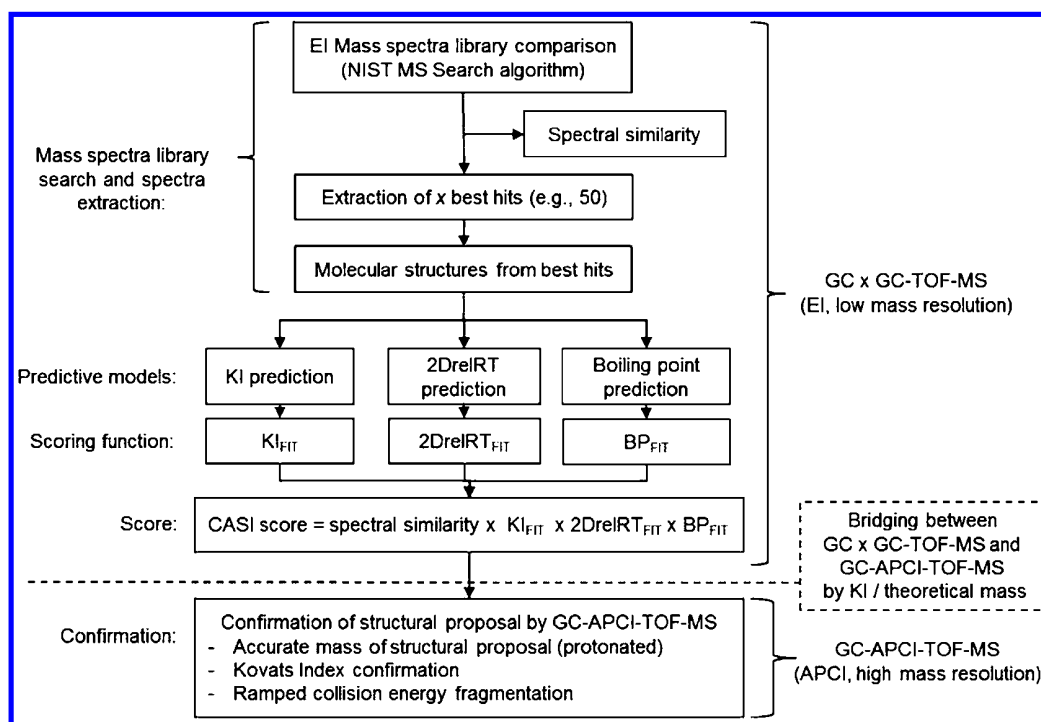 EI Mass spectra library comparison
(NIST MS Search algorithm)
Spectral similarity
Mass spectra library
search and spectra
extraction:
Extraction of x best hits (e.g., 50)
Molecular structures from best hits
GC x GC-TOF-MS
(EI, low mass resolution)
Predictive models:
KI prediction
2DrelRT
prediction
Boiling point
prediction
Scoring function:
KIFIT
2DrelRTFIT
BPFIT
Score:
CASI score = spectral similarity x KIFIT x 2DrelRTFIT x BPFIT
Bridging between
GC x GC-TOF-MS and
GC-APCI-TOF-MS
by KI / theoretical mass
Confirmation:
Confirmation of structural proposal by GC-APCI-TOF-MS
- Accurate mass of structural proposal (protonated)
- Kovats Index confirmation
- Ramped collision energy fragmentation
GC-APCI-TOF-MS
(APCI, high mass resolution)